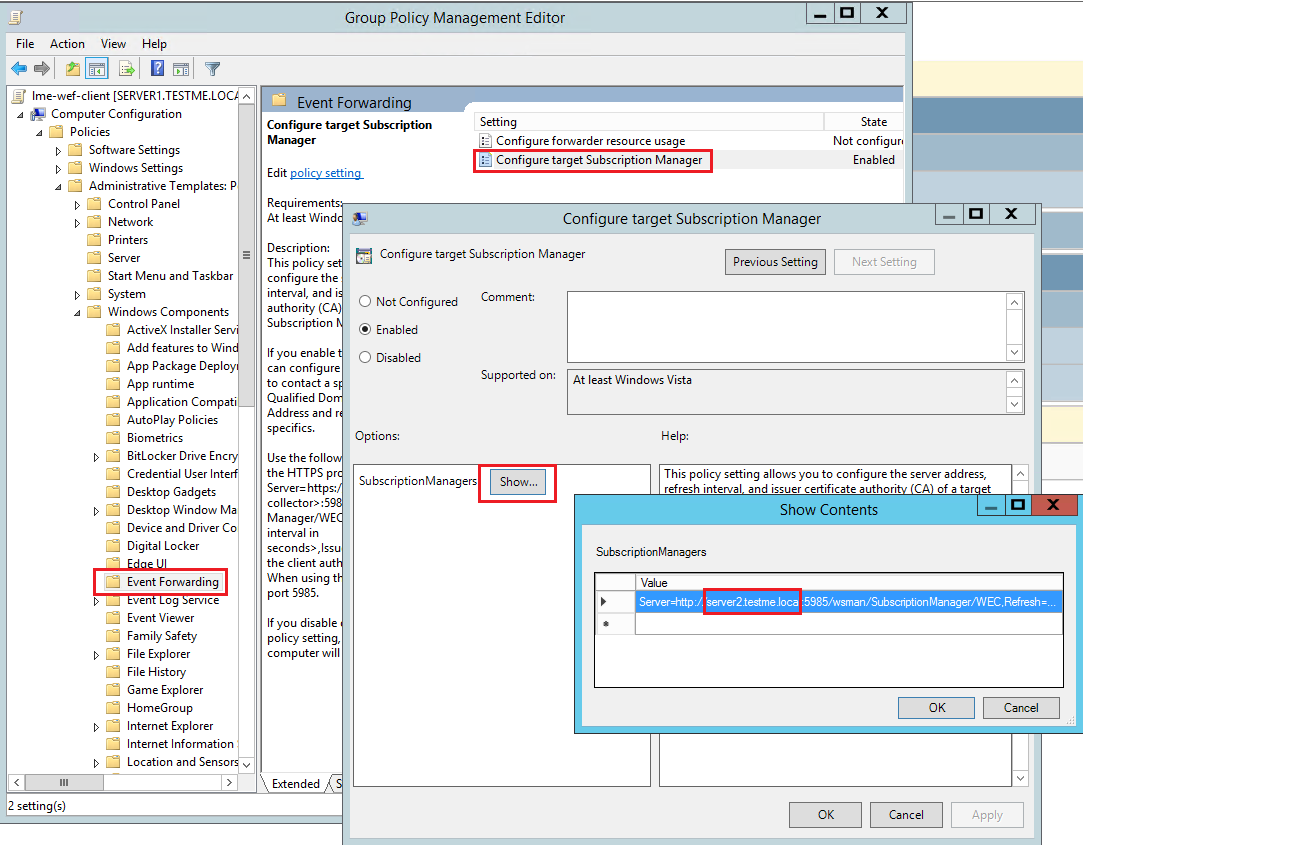 Group Policy Management Editor
File Action View Help
lme-wef-client [SERVER1.TESTME.LOCA
Computer Configuration
Policies
Software Settings
Windows Settings
Administrative Templates: P
Control Panel
Network
Printers
Server
Start Menu and Taskbar
System
Windows Components
ActiveX Installer Servi
Add features to Wind
App Package Deploy
App runtime
Application Compati
AutoPlay Policies
Biometrics
BitLocker Drive Encry
Credential User Interf
Desktop Gadgets
Desktop Window Ma
Device and Driver Co
Digital Locker
Edge UI
Event Forwarding
Event Log Service
Event Viewer
Family Safety
File Explorer
File History
Game Explorer
HomeGroup
Internet Explorer
Internet Information
Location and Sensors
2 setting(s)
Event Forwarding
Configure target Subscription
Manager
Edit policy setting
Requirements:
At least Windo
Description:
This policy set
configure the
interval, and is
authority (CA)
Subscription M
If you enable t
can configure
to contact a sp
Qualified Dom
Address and re
specifics.
Use the follow
the HTTPS pro
Server=https:/
collector>:598
Manager/WEC
interval in
seconds>,Issu
the client auth
When using th
port 5985.
If you disable
policy setting,
computer will
Extended S
Setting State
Configure forwarder resource usage Not configure
Configure target Subscription Manager Enabled
Configure target Subscription Manager
Configure target Subscription Manager
Previous Setting Next Setting
Not Configured
Enabled
Disabled
Comment:
Supported on: At least Windows Vista
Options: Help:
SubscriptionManagers Show...
This policy setting allows you to configure the server address,
refresh interval, and issuer certificate authority (CA) of a target
Show Contents
SubscriptionManagers
Value
Server=http://server2.testme.local:5985/wsman/SubscriptionManager/WEC,Refresh=...
OK Cancel
OK Cancel Apply